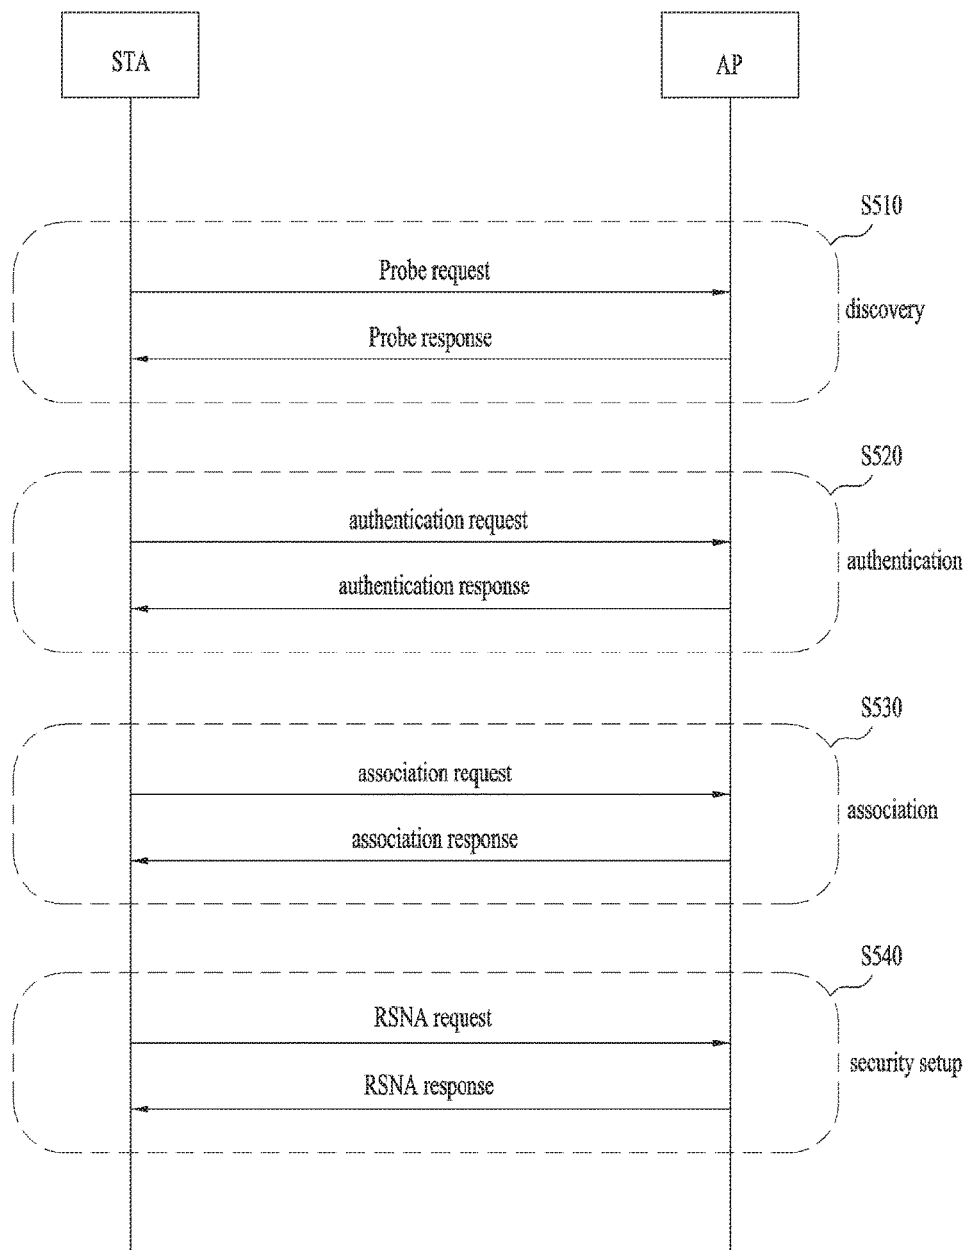 STA
AP
S510
Probe request
discovery
Probe response
S520
authentication request
authentication
authentication response
S530
association request
association
association response
S540
RSNA request
security setup
RSNA response